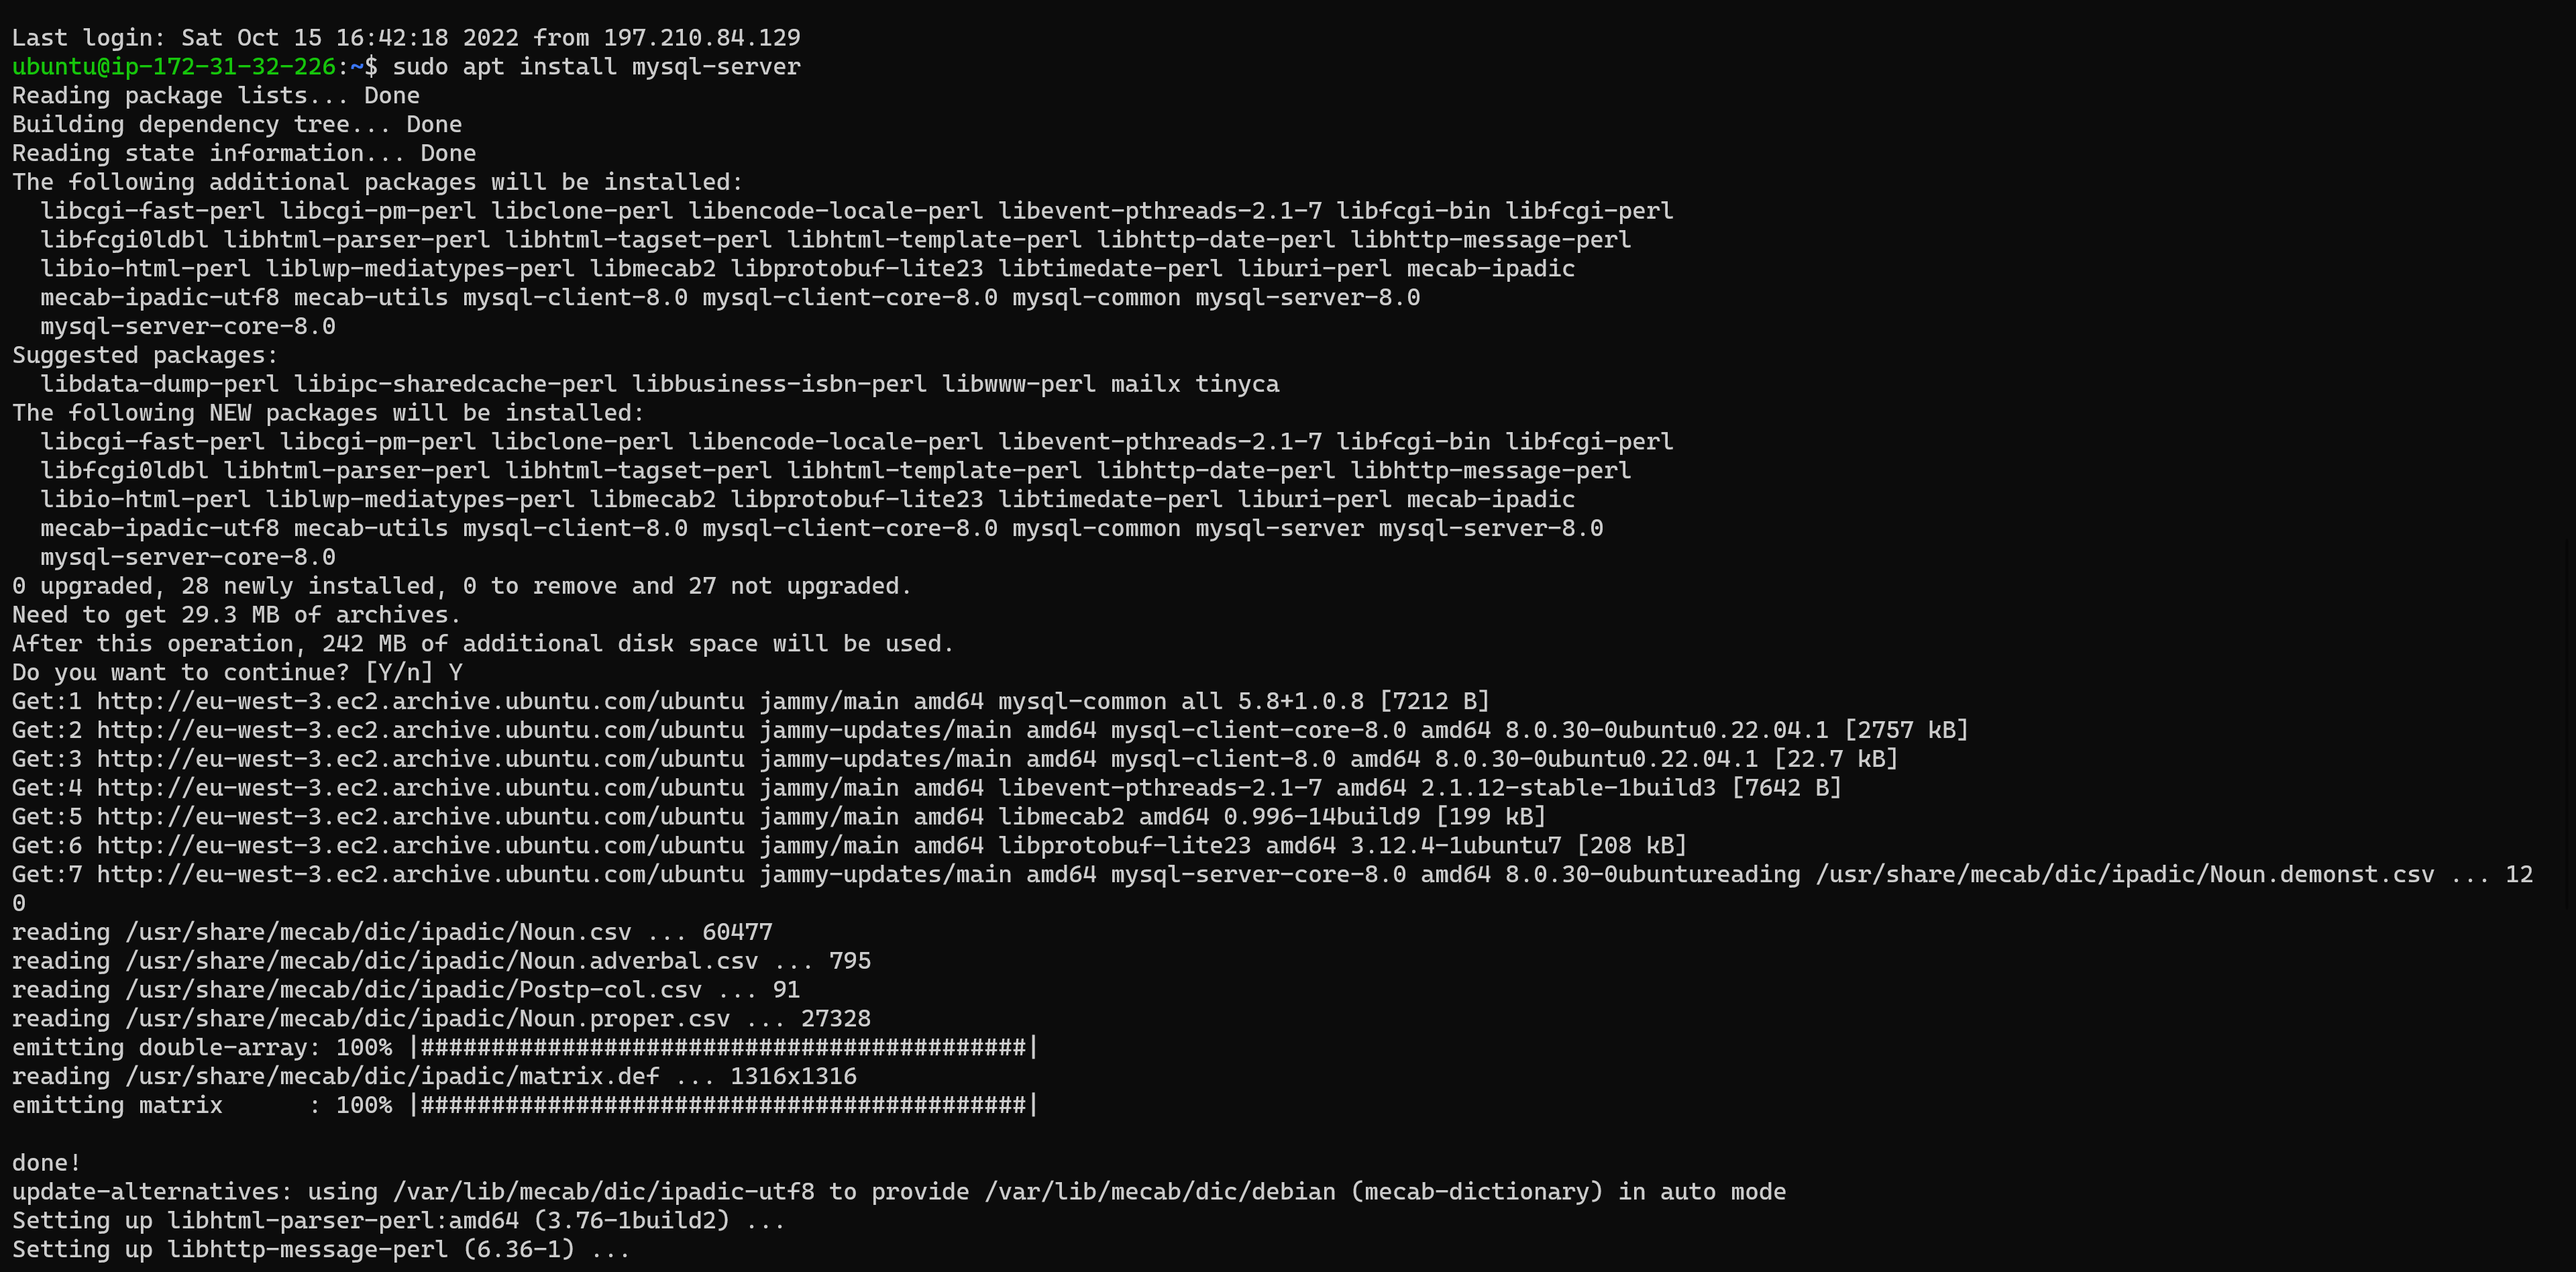 Last login: Sat Oct 15 16:42:18 2022 from 197.210.84.129
ubuntu@ip-172-31-32-226:~$ sudo apt install mysql-server
Reading package lists... Done
Building dependency tree... Done
Reading state information... Done
The following additional packages will be installed:
  libcgi-fast-perl libcgi-pm-perl libclone-perl libencode-locale-perl libevent-pthreads-2.1-7 libfcgi-bin libfcgi-perl
  libfcgi0ldbl libhtml-parser-perl libhtml-tagset-perl libhtml-template-perl libhttp-date-perl libhttp-message-perl
  libio-html-perl liblwp-mediatypes-perl libmecab2 libprotobuf-lite23 libtimedate-perl liburi-perl mecab-ipadic
  mecab-ipadic-utf8 mecab-utils mysql-client-8.0 mysql-client-core-8.0 mysql-common mysql-server-8.0
  mysql-server-core-8.0
Suggested packages:
  libdata-dump-perl libipc-sharedcache-perl libbusiness-isbn-perl libwww-perl mailx tinyca
The following NEW packages will be installed:
  libcgi-fast-perl libcgi-pm-perl libclone-perl libencode-locale-perl libevent-pthreads-2.1-7 libfcgi-bin libfcgi-perl
  libfcgi0ldbl libhtml-parser-perl libhtml-tagset-perl libhtml-template-perl libhttp-date-perl libhttp-message-perl
  libio-html-perl liblwp-mediatypes-perl libmecab2 libprotobuf-lite23 libtimedate-perl liburi-perl mecab-ipadic
  mecab-ipadic-utf8 mecab-utils mysql-client-8.0 mysql-client-core-8.0 mysql-common mysql-server mysql-server-8.0
  mysql-server-core-8.0
0 upgraded, 28 newly installed, 0 to remove and 27 not upgraded.
Need to get 29.3 MB of archives.
After this operation, 242 MB of additional disk space will be used.
Do you want to continue? [Y/n] Y
Get:1 http://eu-west-3.ec2.archive.ubuntu.com/ubuntu jammy/main amd64 mysql-common all 5.8+1.0.8 [7212 B]
Get:2 http://eu-west-3.ec2.archive.ubuntu.com/ubuntu jammy-updates/main amd64 mysql-client-core-8.0 amd64 8.0.30-0ubuntu0.22.04.1 [2757 kB]
Get:3 http://eu-west-3.ec2.archive.ubuntu.com/ubuntu jammy-updates/main amd64 mysql-client-8.0 amd64 8.0.30-0ubuntu0.22.04.1 [22.7 kB]
Get:4 http://eu-west-3.ec2.archive.ubuntu.com/ubuntu jammy/main amd64 libevent-pthreads-2.1-7 amd64 2.1.12-stable-1build3 [7642 B]
Get:5 http://eu-west-3.ec2.archive.ubuntu.com/ubuntu jammy/main amd64 libmecab2 amd64 0.996-14build9 [199 kB]
Get:6 http://eu-west-3.ec2.archive.ubuntu.com/ubuntu jammy/main amd64 libprotobuf-lite23 amd64 3.12.4-1ubuntu7 [208 kB]
Get:7 http://eu-west-3.ec2.archive.ubuntu.com/ubuntu jammy-updates/main amd64 mysql-server-core-8.0 amd64 8.0.30-0ubuntureading /usr/share/mecab/dic/ipadic/Noun.demonst.csv ... 12
0
reading /usr/share/mecab/dic/ipadic/Noun.csv ... 60477
reading /usr/share/mecab/dic/ipadic/Noun.adverbal.csv ... 795
reading /usr/share/mecab/dic/ipadic/Postp-col.csv ... 91
reading /usr/share/mecab/dic/ipadic/Noun.proper.csv ... 27328
emitting double-array: 100% |###########################################|
reading /usr/share/mecab/dic/ipadic/matrix.def ... 1316x1316
emitting matrix      : 100% |###########################################|
done!
update-alternatives: using /var/lib/mecab/dic/ipadic-utf8 to provide /var/lib/mecab/dic/debian (mecab-dictionary) in auto mode
Setting up libhtml-parser-perl:amd64 (3.76-1build2) ...
Setting up libhttp-message-perl (6.36-1) ...